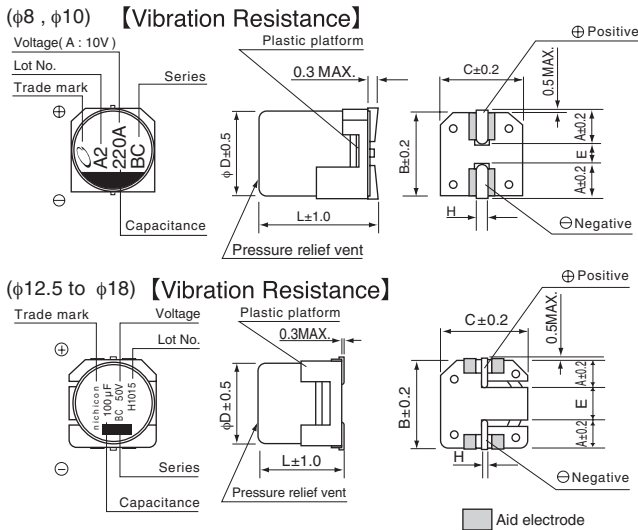 (φ8 , φ10) 【Vibration Resistance】
Voltage( A : 10V )
Lot No.
Trade mark
Series
⊕
⊖
A2
220A
BC
Capacitance
Plastic platform
0.3 MAX.
φD±0.5
L±1.0
Pressure relief vent
⊕ Positive
C±0.2
0.5 MAX.
B±0.2
A±0.2
E
A±0.2
H
⊖ Negative
(φ12.5 to φ18) 【Vibration Resistance】
Trade mark
Voltage
Lot No.
⊕
⊖
nichicon
100 μF
BC 50V
H1015
Series
Capacitance
Plastic platform
0.3MAX.
φD±0.5
L±1.0
Pressure relief vent
⊕ Positive
C±0.2
0.5MAX.
B±0.2
A±0.2
E
A±0.2
H
⊖ Negative
Aid electrode